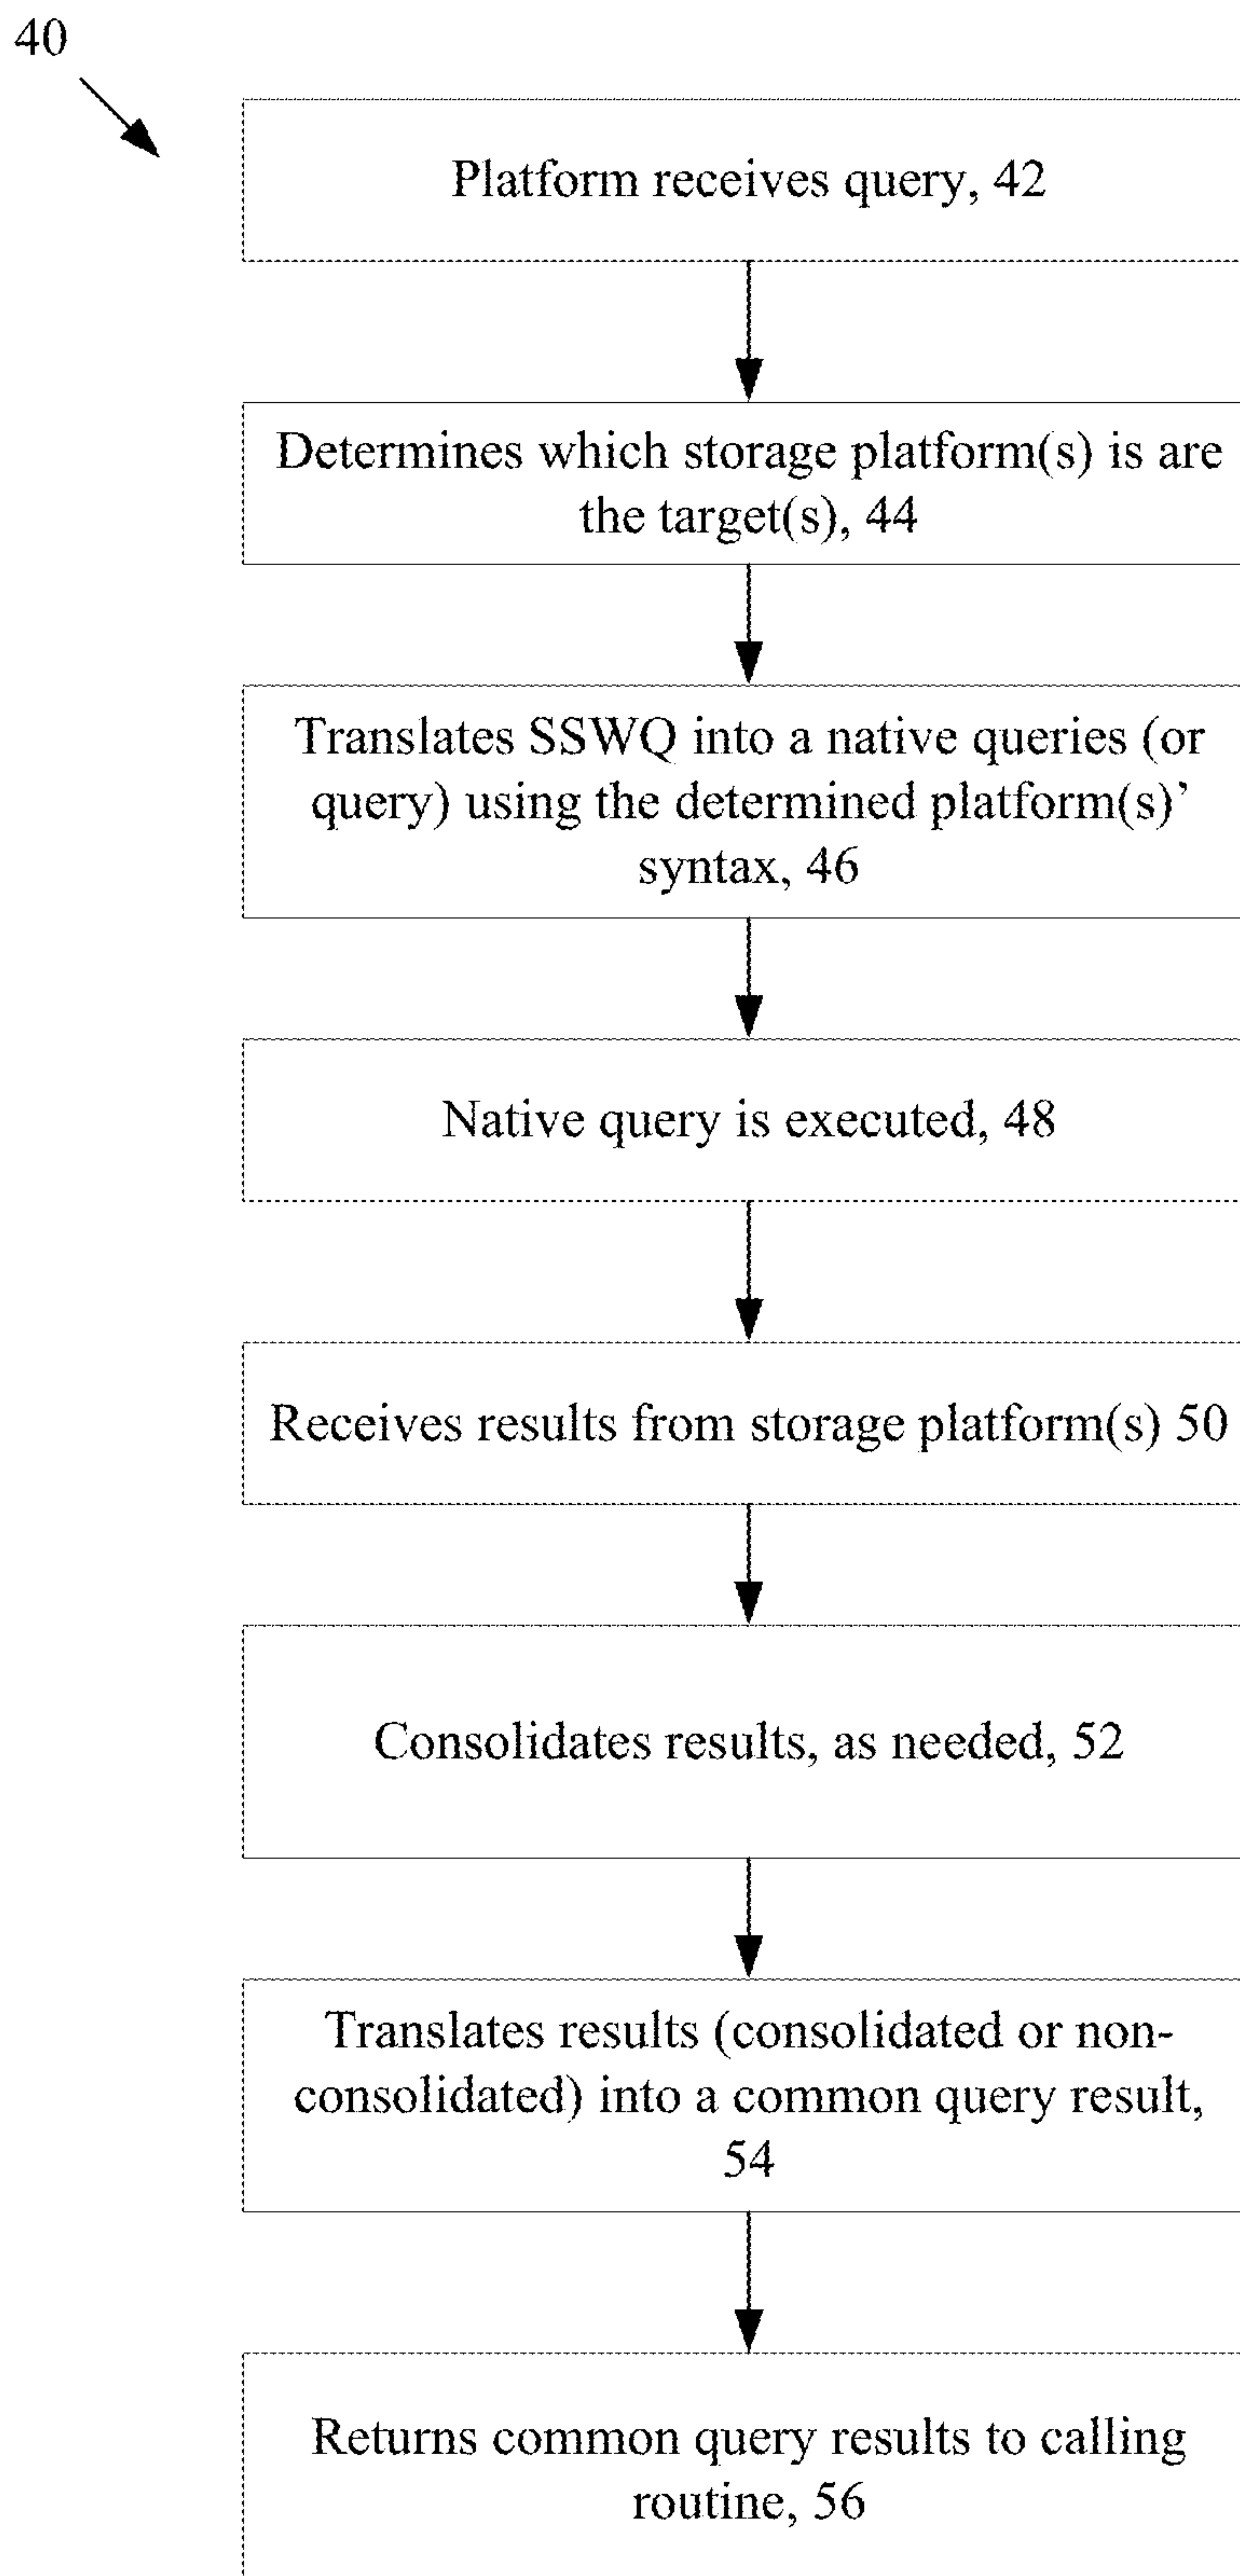 40
Platform receives query, 42
Determines which storage platform(s) is are
the target(s), 44
Translates SSWQ into a native queries (or
query) using the determined platform(s)’
syntax, 46
Native query is executed, 48
Receives results from storage platform(s) 50
Consolidates results, as needed, 52
Translates results (consolidated or non-
consolidated) into a common query result,
54
Returns common query results to calling
routine, 56